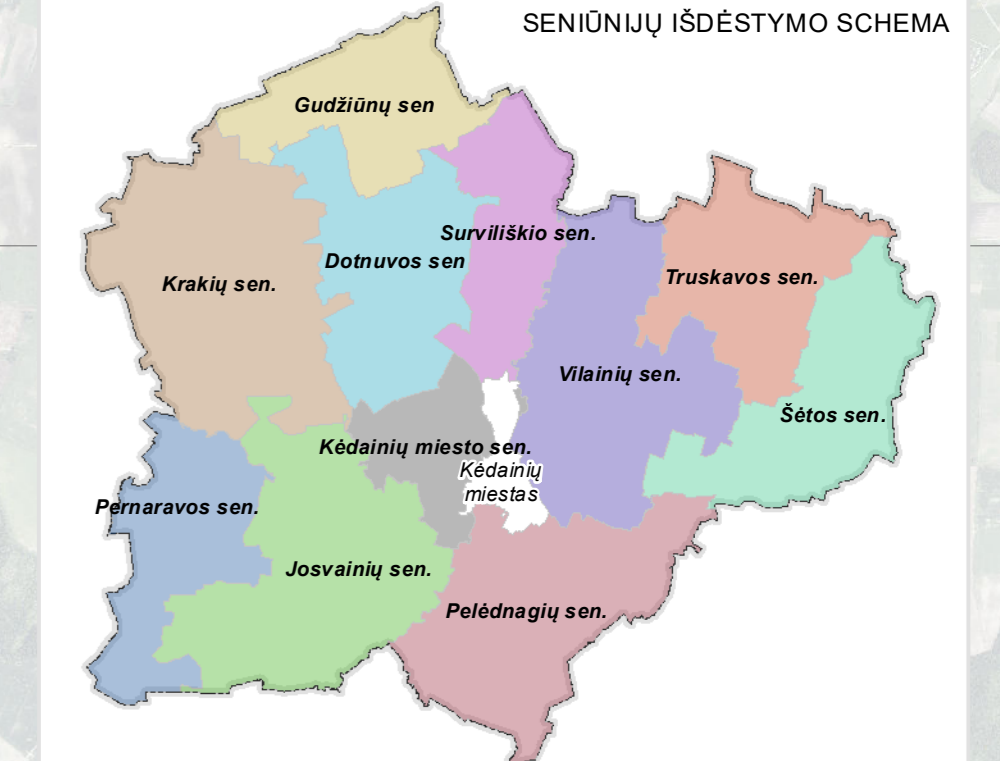 SENIŪNIJŲ IŠDĖSTYMO SCHEMA
Gudžiūnų sen
Surviliškio sen.
Dotnuvos sen
Krakių sen.
Truskavos sen.
Vilainių sen.
Šėtos sen.
Kėdainių miesto sen.
Kėdainių
miestas
Pernaravos sen.
Josvainių sen.
Pelėdnagių sen.